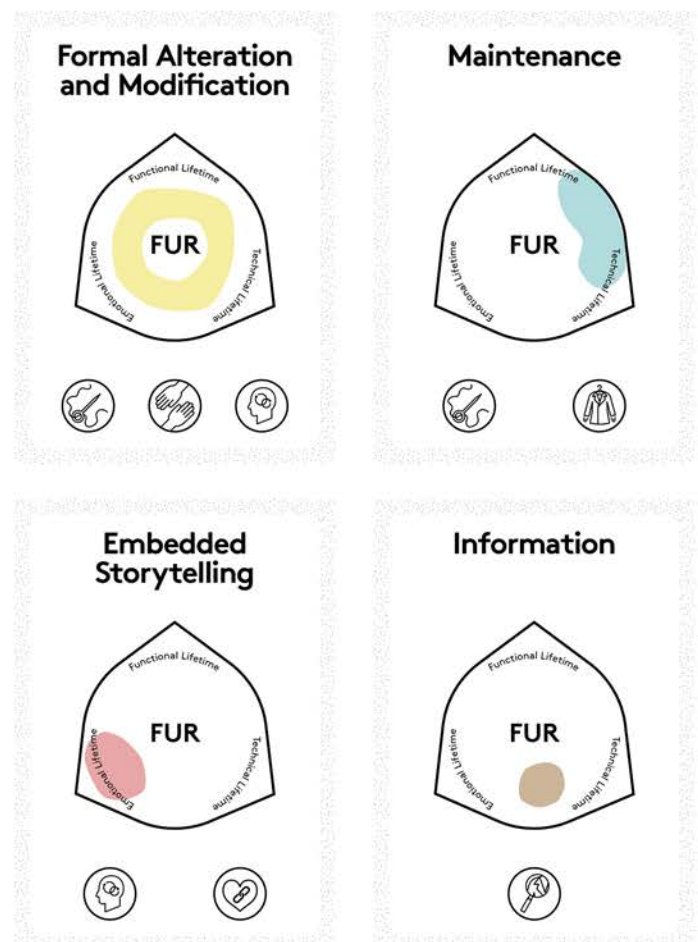 Formal Alteration
and Modification
Functional Lifetime
Emotional Lifetime
FUR
Technical Lifetime
Maintenance
Functional Lifetime
Emotional Lifetime
FUR
Technical Lifetime
Embedded
Storytelling
Functional Lifetime
Emotional Lifetime
FUR
Technical Lifetime
Information
Functional Lifetime
Emotional Lifetime
FUR
Technical Lifetime